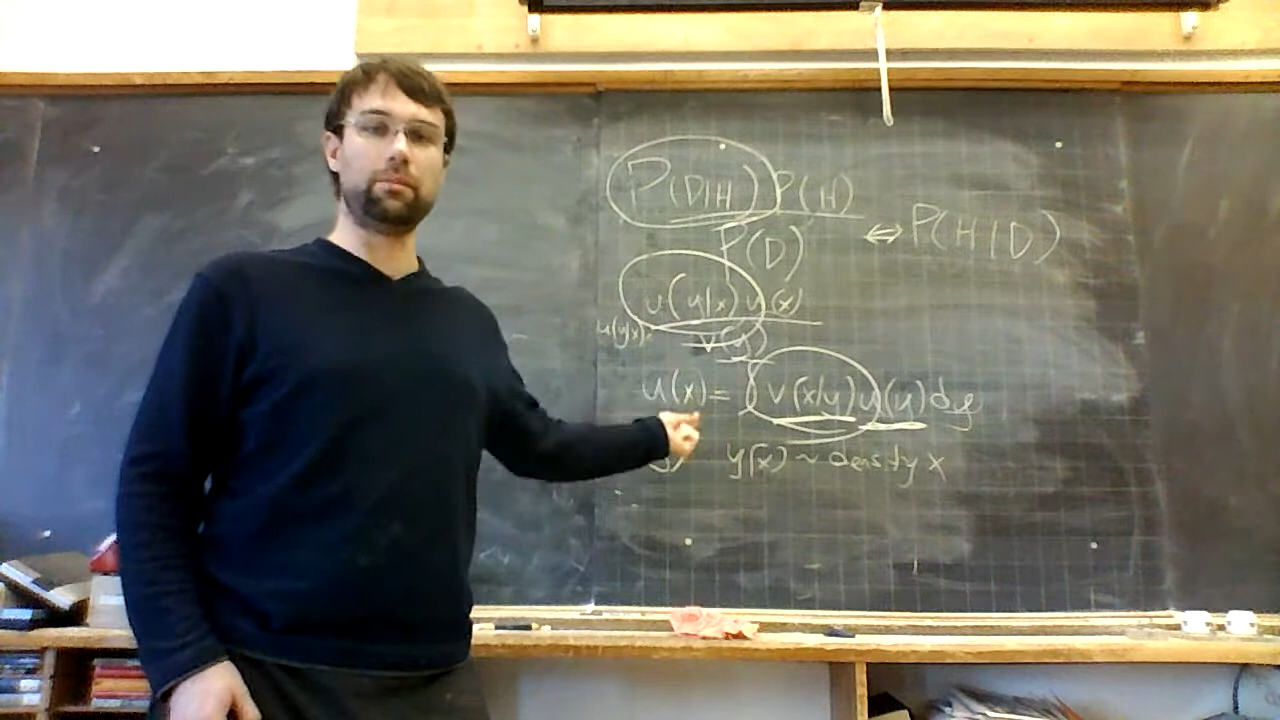 P(D|H) P(H)
P(D)
⇔ P(H|D)
u(y|x) u(x)
u(y|x)=
v(y)
u(x) = ∫ v(x|y) u(y) dy
y(x) ~ density x